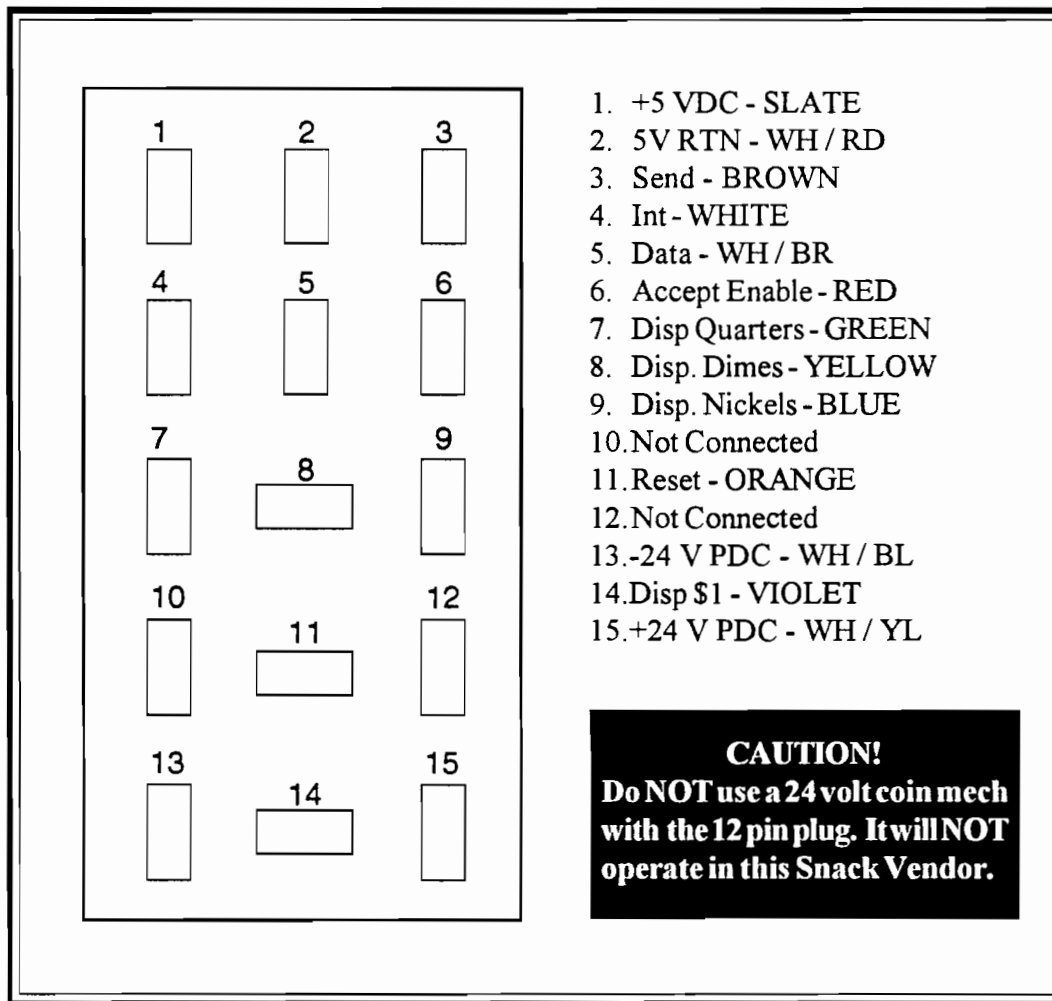 1 2 3
4 5 6
7 8 9
10 11 12
13 14 15
1. +5 VDC - SLATE
2. 5V RTN - WH / RD
3. Send - BROWN
4. Int - WHITE
5. Data - WH / BR
6. Accept Enable - RED
7. Disp Quarters - GREEN
8. Disp. Dimes - YELLOW
9. Disp. Nickels - BLUE
10. Not Connected
11. Reset - ORANGE
12. Not Connected
13. -24 V PDC - WH / BL
14. Disp $1 - VIOLET
15. +24 V PDC - WH / YL
CAUTION!
Do NOT use a 24 volt coin mech
with the 12 pin plug. It will NOT
operate in this Snack Vendor.